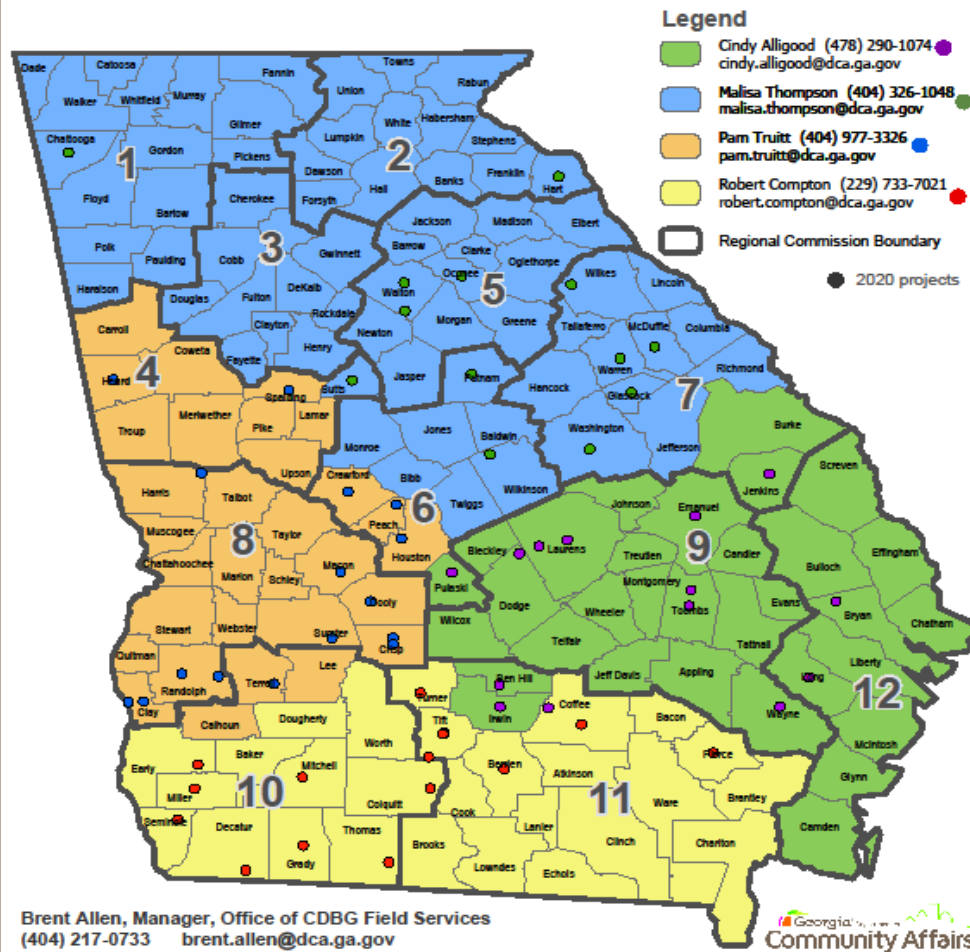 Legend
Cindy Alligood (478) 290-1074
cindy.alligood@dca.ga.gov
Malisa Thompson (404) 326-1048
malisa.thompson@dca.ga.gov
Pam Truitt (404) 977-3326
pam.truitt@dca.ga.gov
Robert Compton (229) 733-7021
robert.compton@dca.ga.gov
Regional Commission Boundary
2020 projects
Dade
Catoosa
Fannin
Towns
Rabun
Walker
Whitfield
Murray
Union
White
Habersham
Gilmer
Lumpkin
Stephens
Chattooga
Gordon
Pickens
1
2
Dawson
Franklin
Hart
Banks
Hall
Floyd
Cherokee
Forsyth
Bartow
Jackson
Madison
Elbert
Polk
Paulding
Cobb
3
Gwinnett
Barrow
Clarke
Oglethorpe
Oconee
Haralson
Douglas
Fulton
DeKalb
Walton
5
Wilkes
Lincoln
Rockdale
Clayton
Newton
Morgan
Greene
Taliaferro
McDuffie
Columbia
Carroll
Coweta
Fayette
Henry
Heard
4
Butts
Jasper
Putnam
Hancock
Warren
Richmond
Spalding
Glascock
7
Troup
Meriwether
Pike
Lamar
Monroe
Jones
Baldwin
Washington
Jefferson
Burke
Upson
Crawford
Bibb
Wilkinson
Twiggs
Screven
Jenkins
Harris
Talbot
6
Peach
Johnson
Emanuel
Muscogee
Taylor
8
Houston
Bleckley
Laurens
Treutlen
9
Candler
Effingham
Chattahoochee
Marion
Schley
Macon
Pulaski
Montgomery
Bulloch
Dooly
Dodge
Wheeler
Toombs
Evans
Bryan
Chatham
Stewart
Webster
Sumter
Crisp
Wilcox
Telfair
Tattnall
Quitman
Lee
Liberty
Randolph
Terrell
Turner
Ben Hill
Jeff Davis
Appling
Long
12
Clay
Calhoun
Dougherty
Irwin
Coffee
Wayne
Tift
Bacon
Worth
McIntosh
Early
Baker
Mitchell
Pierce
Berrien
Atkinson
Glynn
Miller
10
Colquitt
11
Ware
Brantley
Cook
Seminole
Decatur
Thomas
Lanier
Camden
Brooks
Clinch
Charlton
Grady
Lowndes
Echols
Brent Allen, Manager, Office of CDBG Field Services
(404) 217-0733 brent.allen@dca.ga.gov
Georgia
Community Affairs